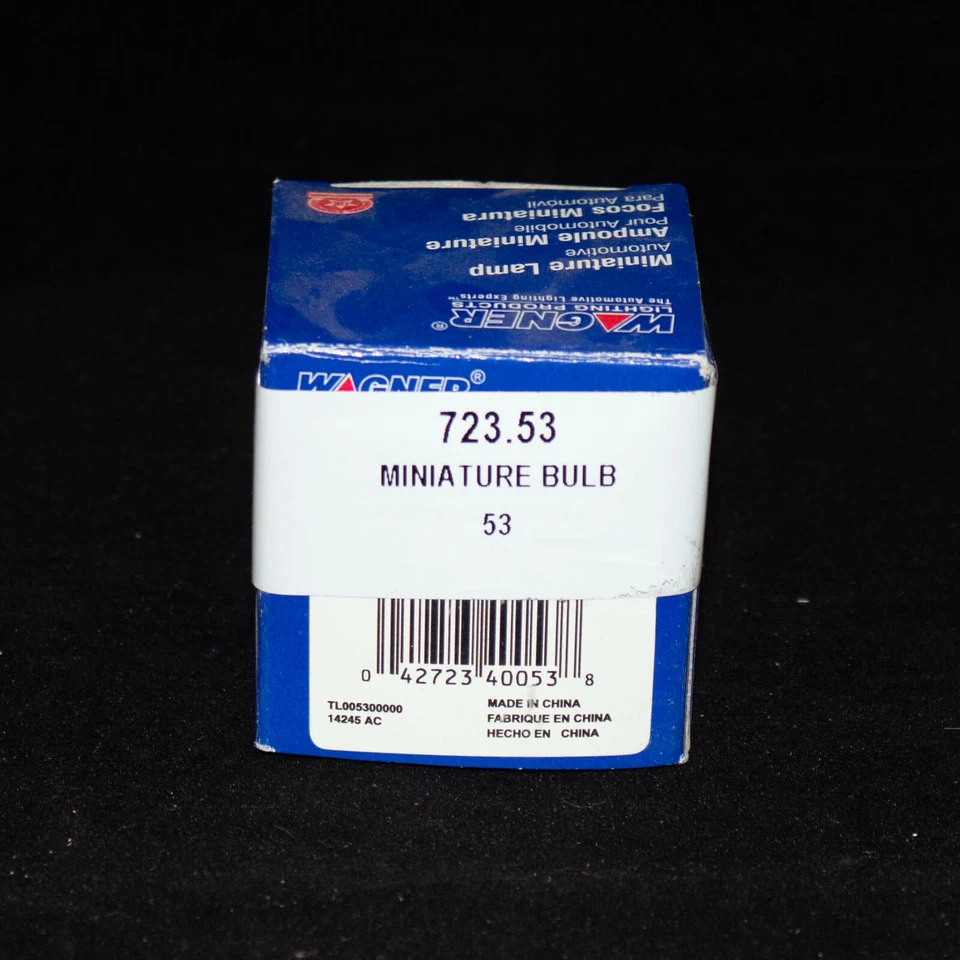 WAGNER®
LIGHTING PRODUCTS
The Automotive Lighting Experts™
Miniature Lamp
Automotive
Ampoule Miniature
Pour Automobile
Focos Miniatura
Para Automóvil
WAGNER®
723.53
MINIATURE BULB
53
0 42723 40053 8
TL005300000
14245 AC
MADE IN CHINA
FABRIQUE EN CHINA
HECHO EN CHINA